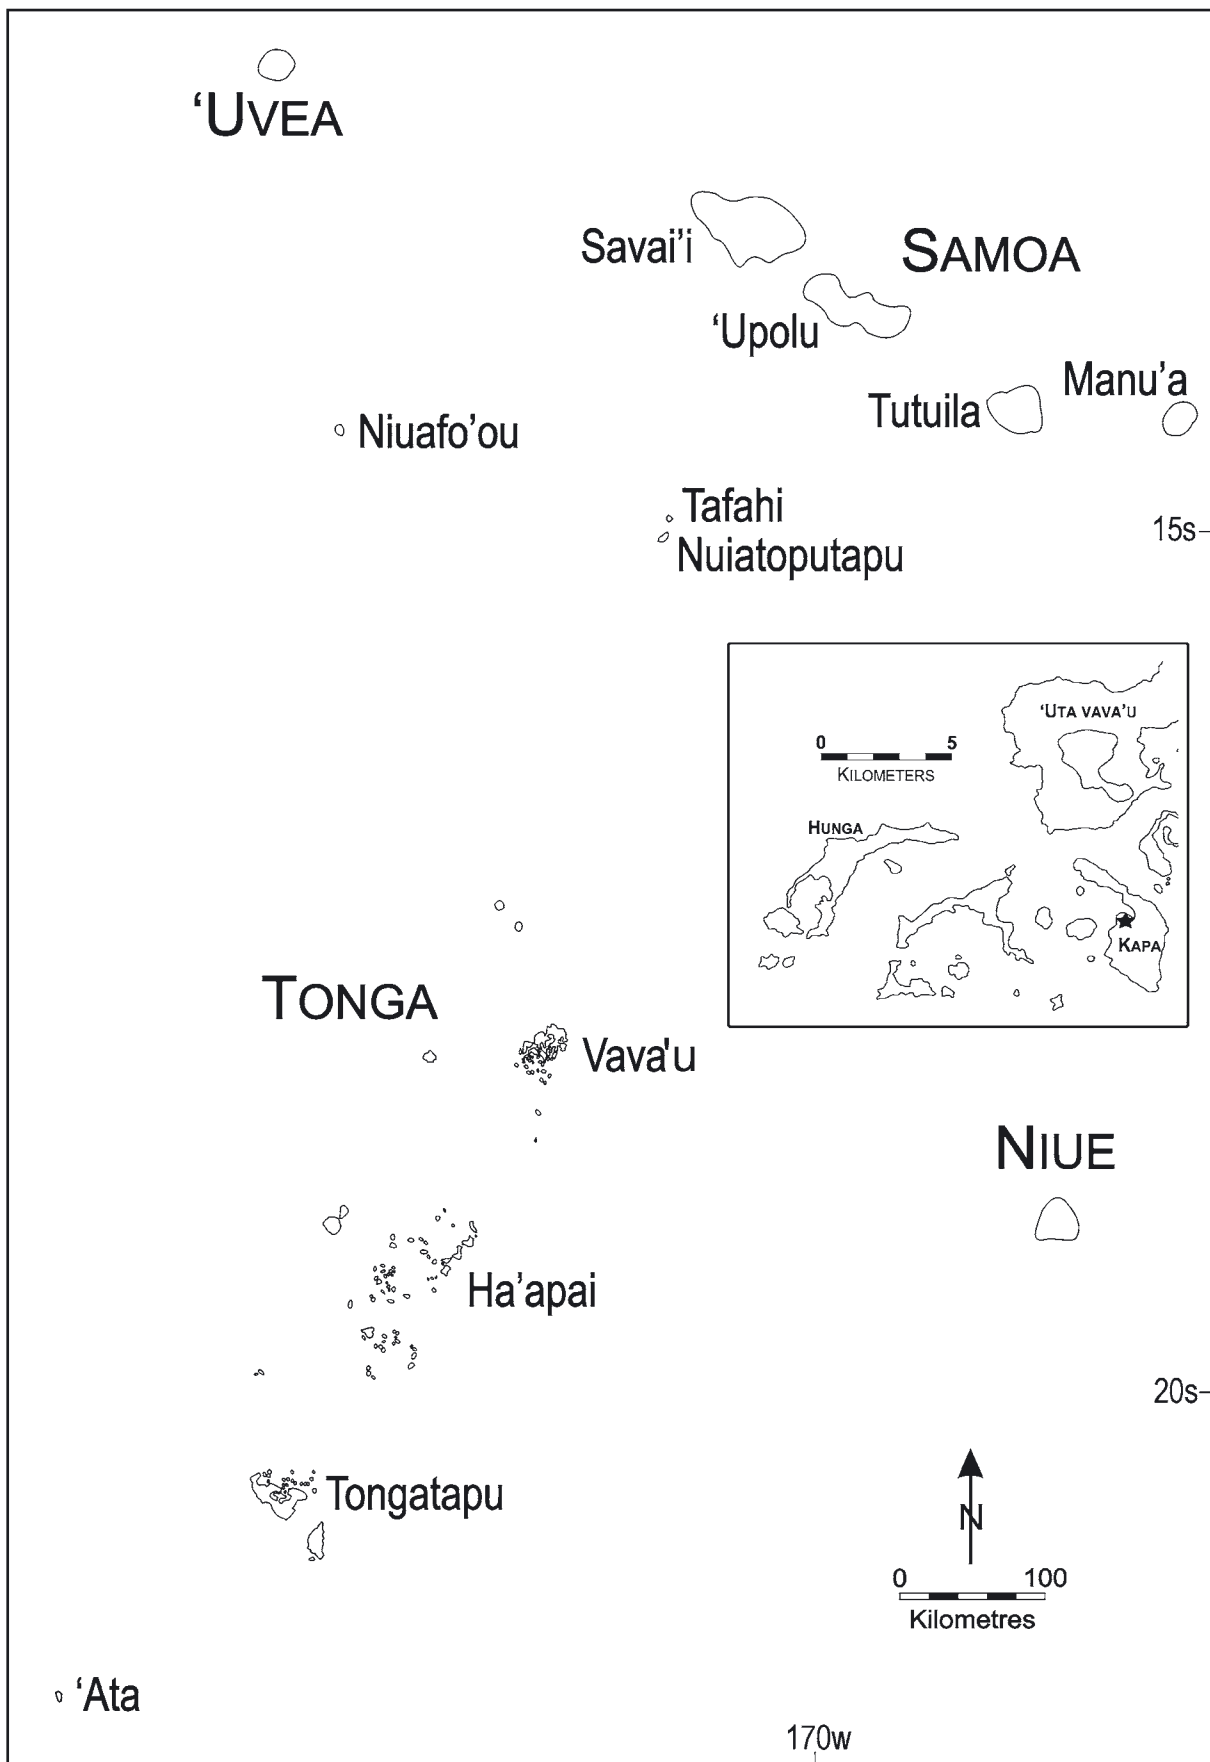 ‘UVEA
Savai’i
SAMOA
‘Upolu
Manu’a
Tutuila
Niuafo’ou
Tafahi
15s
Nuiatoputapu
‘UTA VAVA’U
0 5
KILOMETERS
HUNGA
KAPA
TONGA
Vava'u
NIUE
Ha’apai
20s
Tongatapu
N
0 100
Kilometres
‘Ata
170w